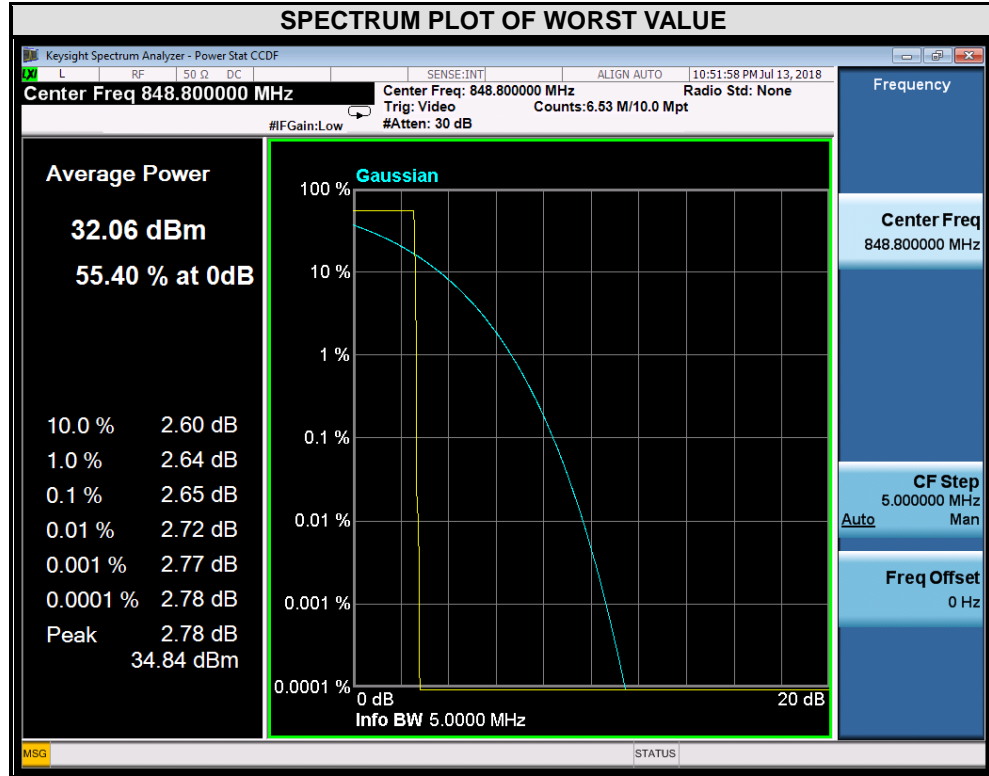 SPECTRUM PLOT OF WORST VALUE
Keysight Spectrum Analyzer - Power Stat CCDF
LXI L RF 50 Ω DC SENSE:INT ALIGN AUTO 10:51:58 PM Jul 13, 2018
Center Freq 848.800000 MHz
Center Freq: 848.800000 MHz Radio Std: None
Trig: Video Counts:6.53 M/10.0 Mpt
#IFGain:Low #Atten: 30 dB
Frequency
Average Power
32.06 dBm
55.40 % at 0dB
10.0 % 2.60 dB
1.0 % 2.64 dB
0.1 % 2.65 dB
0.01 % 2.72 dB
0.001 % 2.77 dB
0.0001 % 2.78 dB
Peak 2.78 dB
34.84 dBm
Gaussian
100 %
10 %
1 %
0.1 %
0.01 %
0.001 %
0.0001 %
0 dB 20 dB
Info BW 5.0000 MHz
Center Freq
848.800000 MHz
CF Step
5.000000 MHz
Auto Man
Freq Offset
0 Hz
MSG STATUS